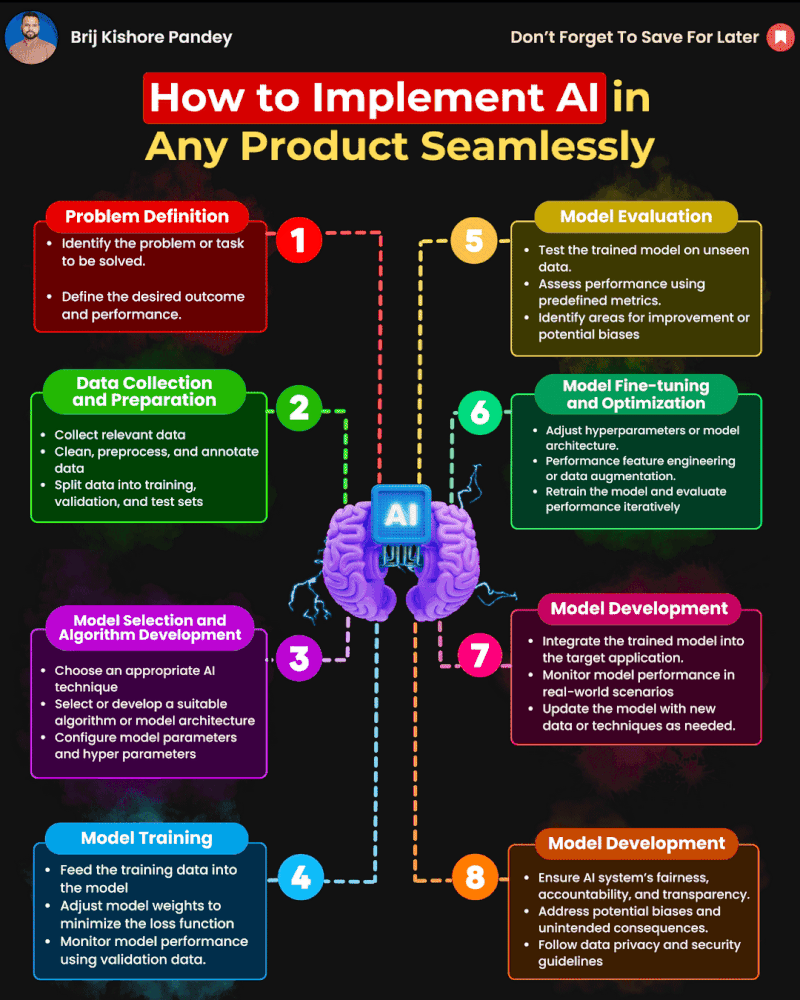 Brij Kishore Pandey
Don't Forget To Save For Later
How to Implement AI in
Any Product Seamlessly
Problem Definition
• Identify the problem or task
to be solved.
• Define the desired outcome
and performance.
1
Data Collection
and Preparation
• Collect relevant data
• Clean, preprocess, and annotate
data
• Split data into training,
validation, and test sets
2
Model Selection and
Algorithm Development
• Choose an appropriate AI
technique
• Select or develop a suitable
algorithm or model architecture
• Configure model parameters
and hyper parameters
3
Model Training
• Feed the training data into
the model
• Adjust model weights to
minimize the loss function
• Monitor model performance
using validation data.
4
AI
5
Model Evaluation
• Test the trained model on unseen
data.
• Assess performance using
predefined metrics.
• Identify areas for improvement or
potential biases
6
Model Fine-tuning
and Optimization
• Adjust hyperparameters or model
architecture.
• Performance feature engineering
or data augmentation.
• Retrain the model and evaluate
performance iteratively
7
Model Development
• Integrate the trained model into
the target application.
• Monitor model performance in
real-world scenarios
• Update the model with new
data or techniques as needed.
8
Model Development
• Ensure AI system's fairness,
accountability, and transparency.
• Address potential biases and
unintended consequences.
• Follow data privacy and security
guidelines